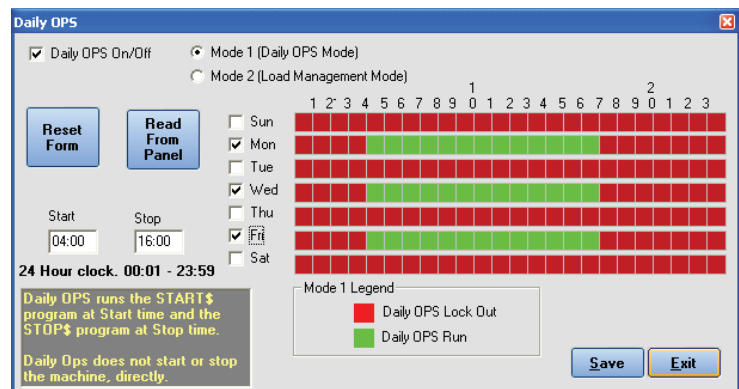 Daily OPS
Daily OPS On/Off
Mode 1 (Daily OPS Mode)
Mode 2 (Load Management Mode)
1 2
1 2 3 4 5 6 7 8 9 0 1 2 3 4 5 6 7 8 9 0 1 2 3
Reset
Form
Read
From
Panel
Sun
Mon
Tue
Wed
Thu
Fri
Sat
Start
Stop
04:00
16:00
24 Hour clock. 00:01 - 23:59
Daily OPS runs the START$
program at Start time and the
STOP$ program at Stop time.
Daily Ops does not start or stop
the machine, directly.
Mode 1 Legend
Daily OPS Lock Out
Daily OPS Run
Save
Exit